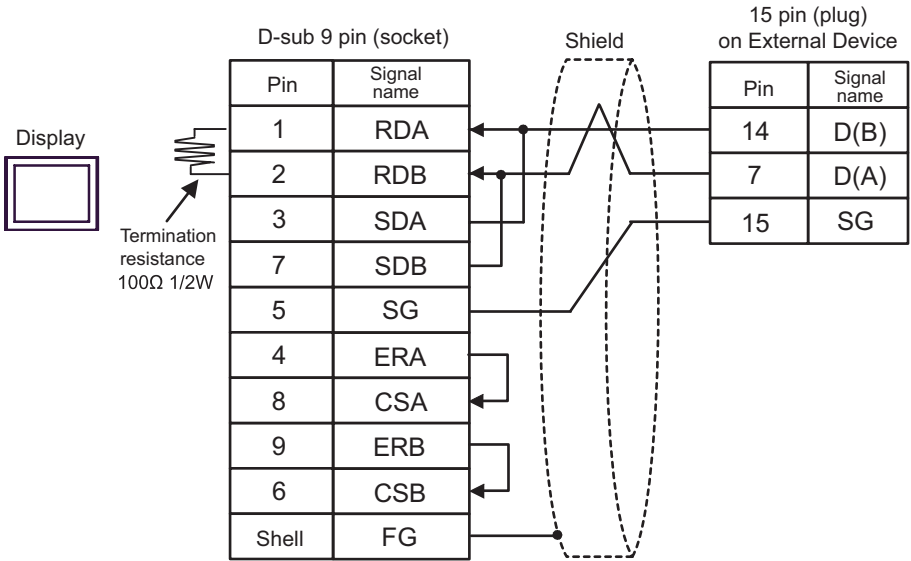 15 pin (plug)
on External Device
D-sub 9 pin (socket)
Shield
Pin Signal name
1 RDA
2 RDB
3 SDA
7 SDB
5 SG
4 ERA
8 CSA
9 ERB
6 CSB
Shell FG
Pin Signal name
14 D(B)
7 D(A)
15 SG
Display
Termination
resistance
100Ω 1/2W